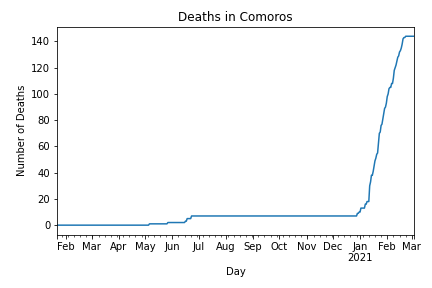 Deaths in Comoros
Number of Deaths
140
120
100
80
60
40
20
0
Feb Mar Apr May Jun Jul Aug Sep Oct Nov Dec Jan Feb Mar
2021
Day